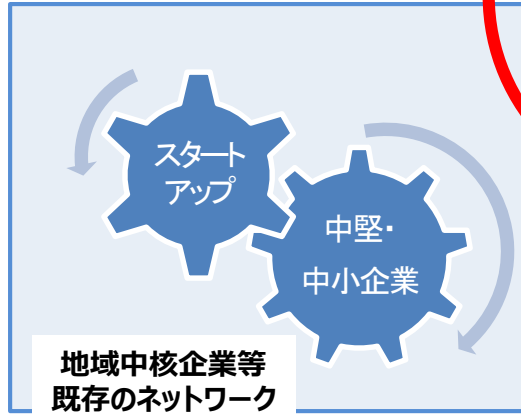 スタート
アップ
中堅・
中小企業
地域中核企業等
既存のネットワーク